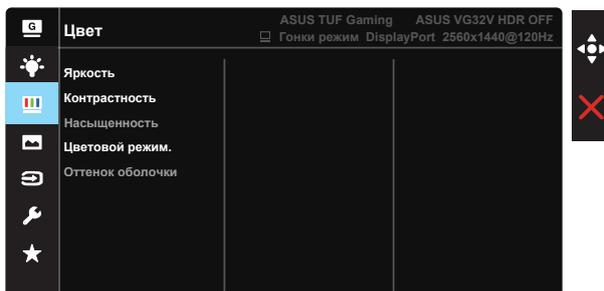 G
Цвет
ASUS TUF Gaming ASUS VG32V HDR OFF
Гонки режим DisplayPort 2560x1440@120Hz
Яркость
Контрастность
Насыщенность
Цветовой режим.
Оттенок оболочки